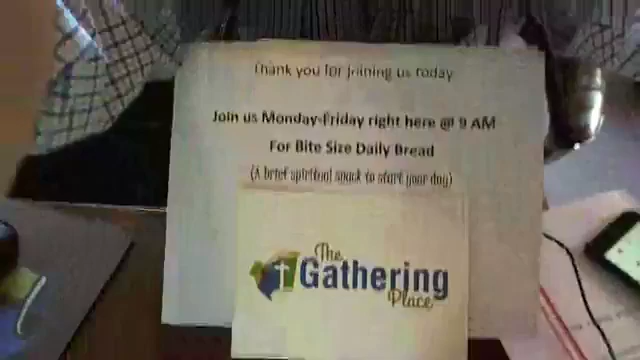 Thank you for joining us today
Join us Monday-Friday right here @ 9 AM
For Bite Size Daily Bread
(A brief spiritual snack to start your day)
The
Gathering
Place